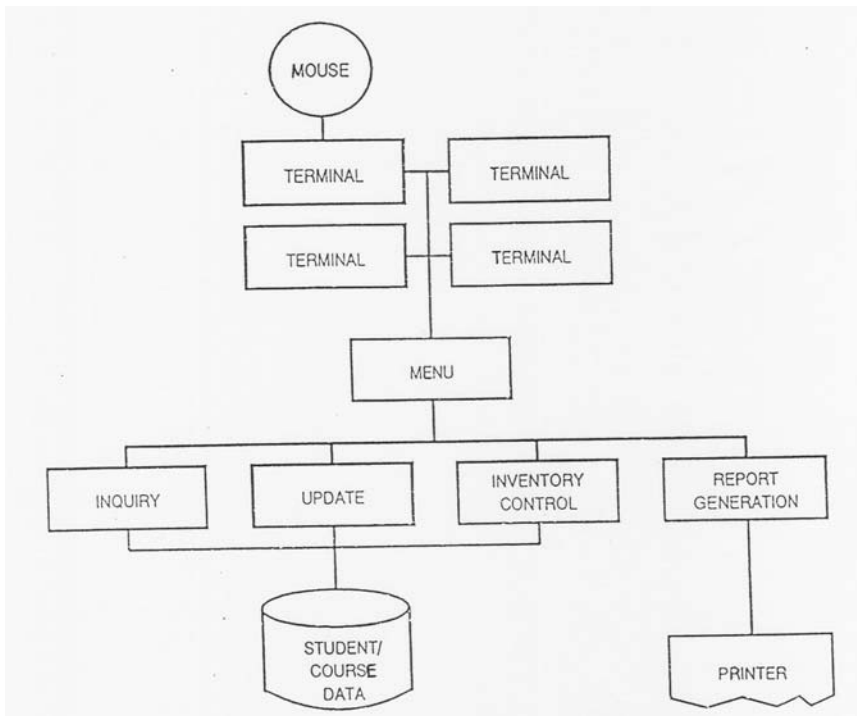 MOUSE
TERMINAL
TERMINAL
TERMINAL
TERMINAL
MENU
INQUIRY
UPDATE
INVENTORY
CONTROL
REPORT
GENERATION
STUDENT/
COURSE
DATA
PRINTER